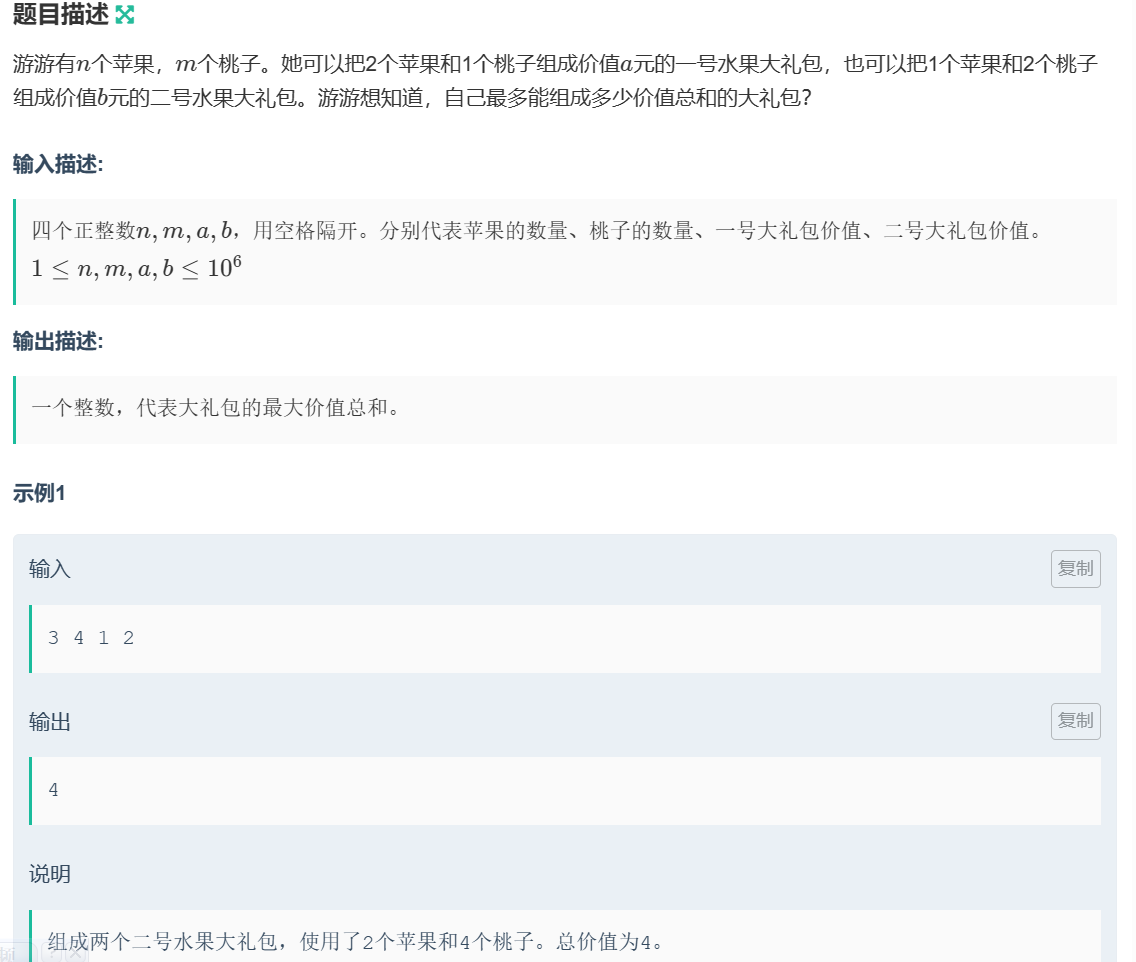 题目描述
游游有n个苹果，m个桃子。她可以把2个苹果和1个桃子组成价值a元的一号水果大礼包，也可以把1个苹果和2个桃子
组成价值b元的二号水果大礼包。游游想知道，自己最多能组成多少价值总和的大礼包？
输入描述:
四个正整数n, m, a, b，用空格隔开。分别代表苹果的数量、桃子的数量、一号大礼包价值、二号大礼包价值。
1 ≤ n, m, a, b ≤ 10⁶
输出描述:
一个整数，代表大礼包的最大价值总和。
示例1
输入
复制
3 4 1 2
输出
复制
4
说明
组成两个二号水果大礼包，使用了2个苹果和4个桃子。总价值为4。